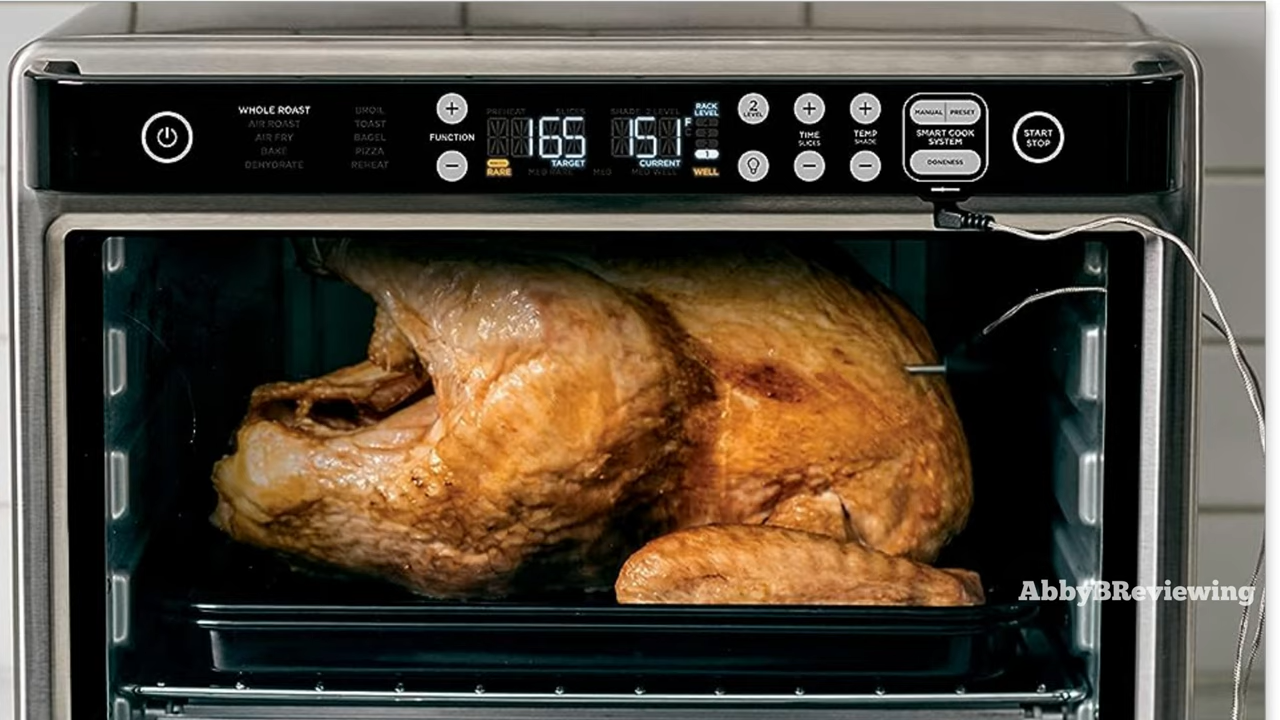 WHOLE ROAST
AIR ROAST
AIR FRY
BAKE
DEHYDRATE
BROIL
TOAST
BAGEL
PIZZA
REHEAT
+
FUNCTION
−
PREHEAT SLICES
165
TARGET
SHADE 2 LEVEL
151 F
C
CURRENT
RARE MED RARE MED MED WELL WELL
RACK
LEVEL
1
2
LEVEL
+
TIME
SLICES
−
+
TEMP
SHADE
−
MANUAL PRESET
SMART COOK
SYSTEM
DONENESS
START
STOP
AbbyBReviewing